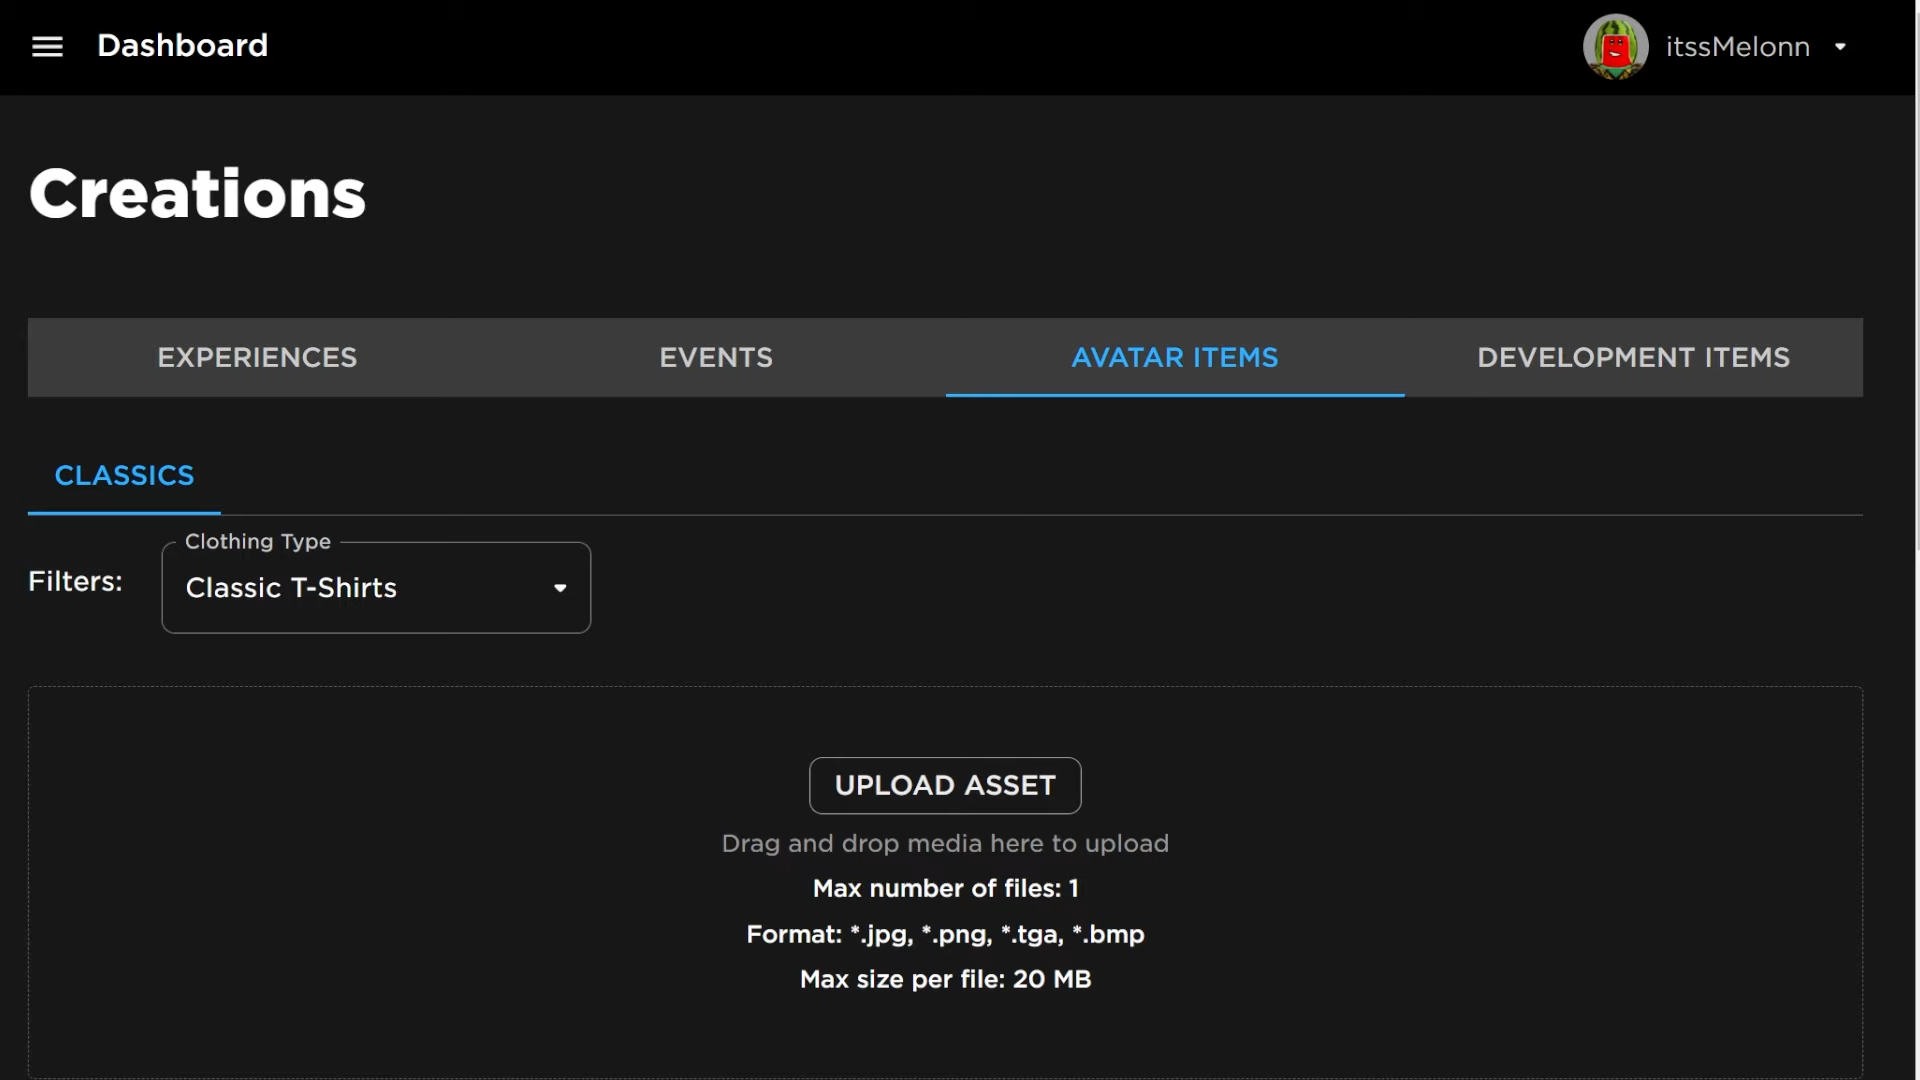 Dashboard
itssMelonn
Creations
EXPERIENCES
EVENTS
AVATAR ITEMS
DEVELOPMENT ITEMS
CLASSICS
Filters:
Clothing Type
Classic T-Shirts
UPLOAD ASSET
Drag and drop media here to upload
Max number of files: 1
Format: *.jpg, *.png, *.tga, *.bmp
Max size per file: 20 MB